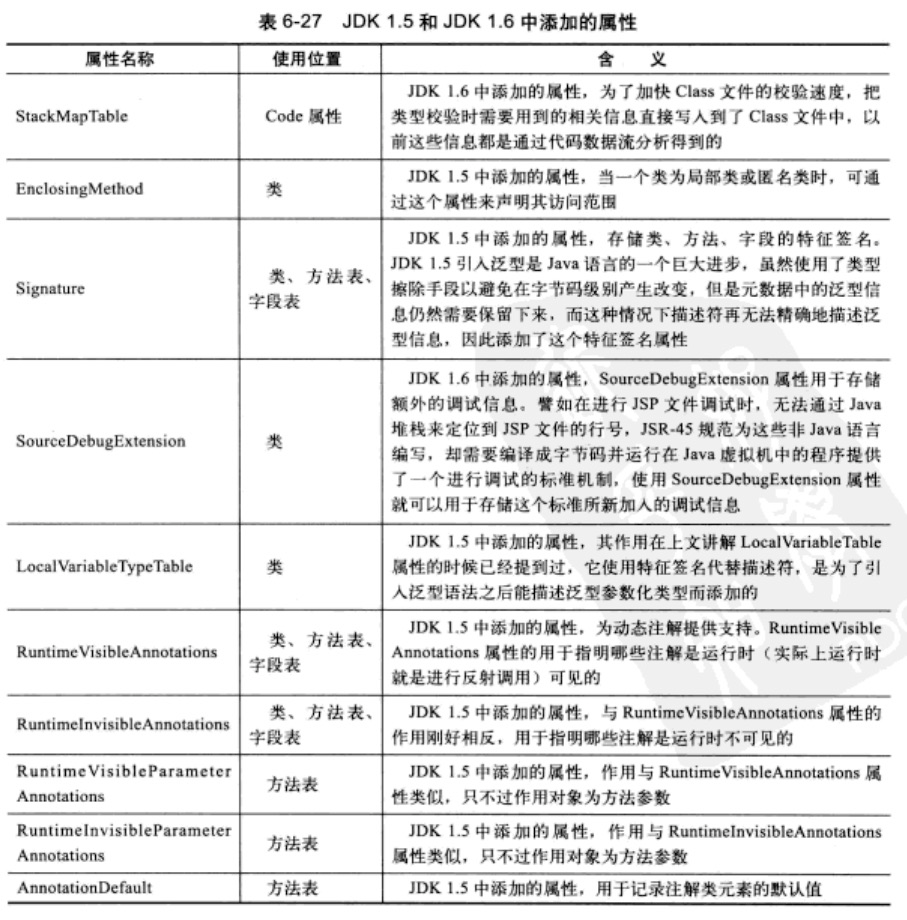 表 6-27 JDK 1.5 和 JDK 1.6 中添加的属性
属性名称 使用位置 含 义
StackMapTable Code 属性 JDK 1.6 中添加的属性，为了加快 Class 文件的校验速度，把
类型校验时需要用到的相关信息直接写入到了 Class 文件中，以
前这些信息都是通过代码数据流分析得到的
EnclosingMethod 类 JDK 1.5 中添加的属性，当一个类为局部类或匿名类时，可通
过这个属性来声明其访问范围
Signature 类、方法表、
字段表
JDK 1.5 中添加的属性，存储类、方法、字段的特征签名。
JDK 1.5 引入泛型是 Java 语言的一个巨大进步，虽然使用了类型
擦除手段以避免在字节码级别产生改变，但是元数据中的泛型信
息仍然需要保留下来，而这种情况下描述符再无法精确地描述泛
型信息，因此添加了这个特征签名属性
SourceDebugExtension 类 JDK 1.6 中添加的属性，SourceDebugExtension 属性用于存储
额外的调试信息。譬如在进行 JSP 文件调试时，无法通过 Java
堆栈来定位到 JSP 文件的行号，JSR-45 规范为这些非 Java 语言
编写，却需要编译成字节码并运行在 Java 虚拟机中的程序提供
了一个进行调试的标准机制，使用 SourceDebugExtension 属性
就可以用于存储这个标准所新加入的调试信息
LocalVariableTypeTable 类 JDK 1.5 中添加的属性，其作用在上文讲解 LocalVariableTable
属性的时候已经提到过，它使用特征签名代替描述符，是为了引
入泛型语法之后能描述泛型参数化类型而添加的
RuntimeVisibleAnnotations 类、方法表、
字段表
JDK 1.5 中添加的属性，为动态注解提供支持。RuntimeVisible
Annotations 属性的用于指明哪些注解是运行时（实际上运行时
就是进行反射调用）可见的
RuntimeInvisibleAnnotations 类、方法表、
字段表
JDK 1.5 中添加的属性，与 RuntimeVisibleAnnotations 属性的
作用刚好相反，用于指明哪些注解是运行时不可见的
RuntimeVisibleParameter
Annotations
方法表
JDK 1.5 中添加的属性，作用与 RuntimeVisibleAnnotations 属
性类似，只不过作用对象为方法参数
RuntimeInvisibleParameter
Annotations
方法表
JDK 1.5 中添加的属性，作用与 RuntimeInvisibleAnnotations
属性类似，只不过作用对象为方法参数
AnnotationDefault 方法表 JDK 1.5 中添加的属性，用于记录注解类元素的默认值